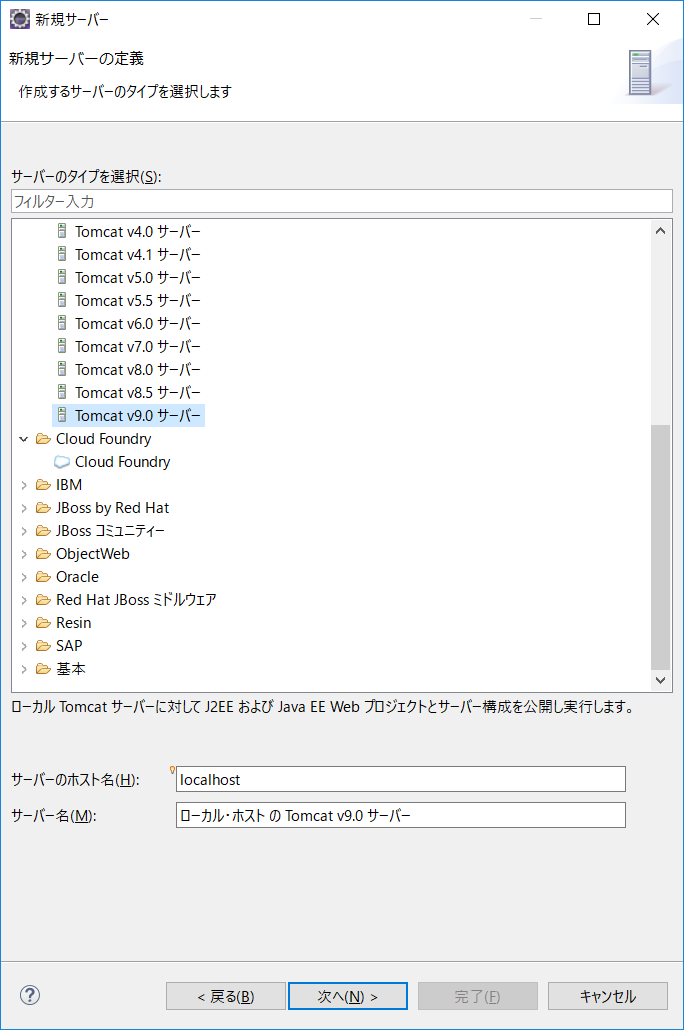 新規サーバー
新規サーバーの定義
作成するサーバーのタイプを選択します
サーバーのタイプを選択(S):
フィルター入力
Tomcat v4.0 サーバー
Tomcat v4.1 サーバー
Tomcat v5.0 サーバー
Tomcat v5.5 サーバー
Tomcat v6.0 サーバー
Tomcat v7.0 サーバー
Tomcat v8.0 サーバー
Tomcat v8.5 サーバー
Tomcat v9.0 サーバー
Cloud Foundry
Cloud Foundry
IBM
JBoss by Red Hat
JBoss コミュニティー
ObjectWeb
Oracle
Red Hat JBoss ミドルウェア
Resin
SAP
基本
ローカル Tomcat サーバーに対して J2EE および Java EE Web プロジェクトとサーバー構成を公開し実行します。
サーバーのホスト名(H): localhost
サーバー名(M): ローカル・ホスト の Tomcat v9.0 サーバー
? < 戻る(B) 次へ(N) > 完了(F) キャンセル